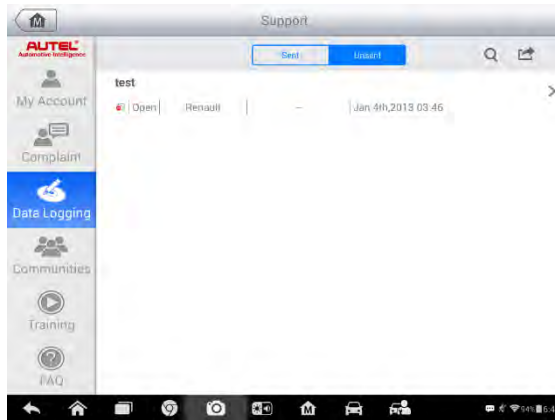 Support
AUTEL
Automotive Intelligence
Sent
Unsent
My Account
test
Open
Renault
--
Jan 4th,2013 03:46
Complaint
Data Logging
Communities
Training
FAQ